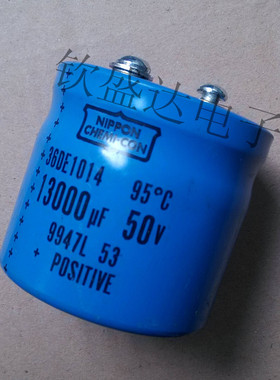 钦盛达电子
NIPPON
CHEMI-CON
36DE1014 95°C
13000µF 50V
9947L 53
POSITIVE